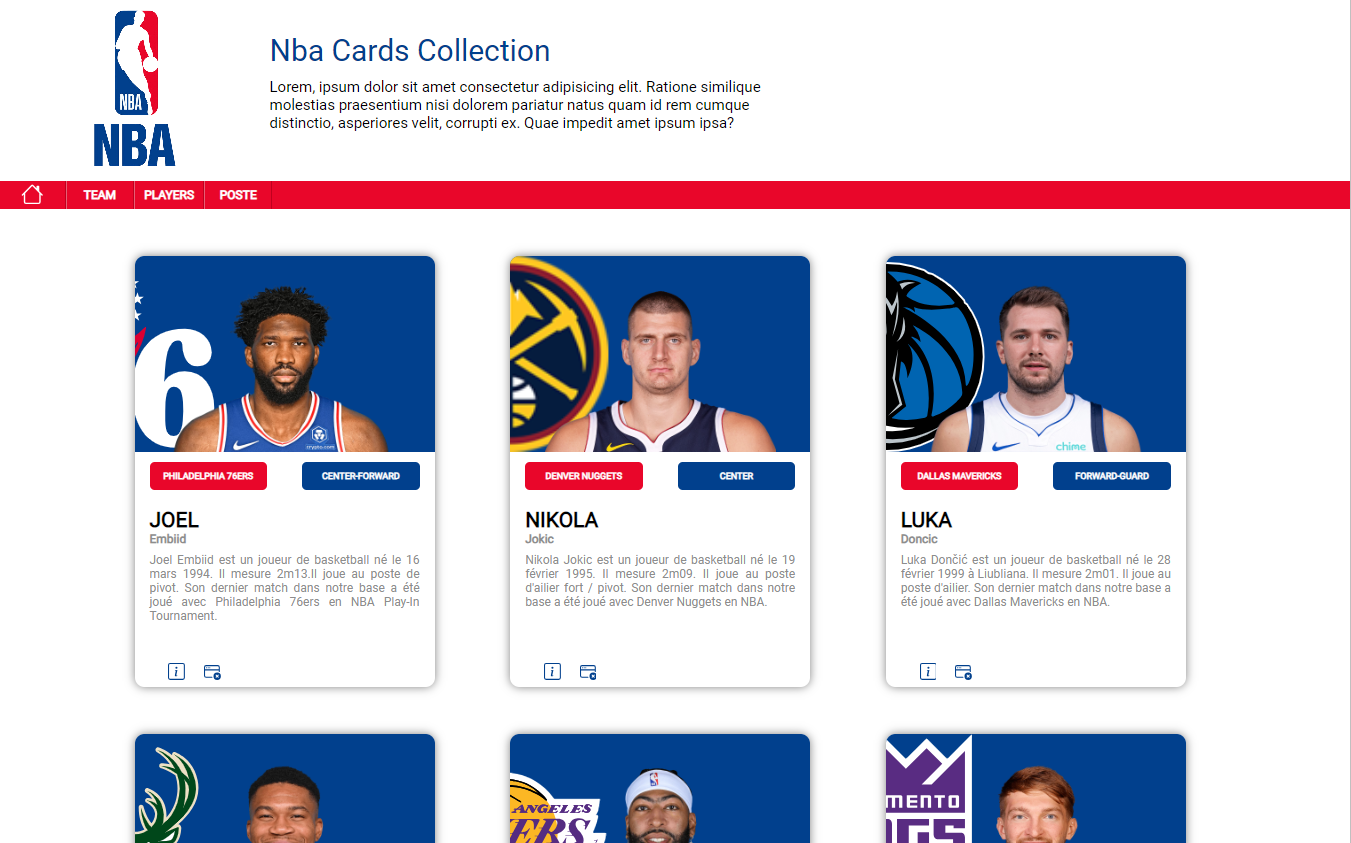 NBA
NBA
Nba Cards Collection
Lorem, ipsum dolor sit amet consectetur adipisicing elit. Ratione similique
molestias praesentium nisi dolorem pariatur natus quam id rem cumque
distinctio, asperiores velit, corrupti ex. Quae impedit amet ipsum ipsa?
TEAM PLAYERS POSTE
6
crypto.com
PHILADELPHIA 76ERS CENTER-FORWARD
JOEL
Embiid
Joel Embiid est un joueur de basketball né le 16
mars 1994. Il mesure 2m13.Il joue au poste de
pivot. Son dernier match dans notre base a été
joué avec Philadelphia 76ers en NBA Play-In
Tournament.
DENVER NUGGETS CENTER
NIKOLA
Jokic
Nikola Jokic est un joueur de basketball né le 19
février 1995. Il mesure 2m09. Il joue au poste
d'ailier fort / pivot. Son dernier match dans notre
base a été joué avec Denver Nuggets en NBA.
chime
DALLAS MAVERICKS FORWARD-GUARD
LUKA
Doncic
Luka Dončić est un joueur de basketball né le 28
février 1999 à Liubliana. Il mesure 2m01. Il joue au
poste d'ailier. Son dernier match dans notre base a
été joué avec Dallas Mavericks en NBA.
ANGELES
ERS
MENTO
NGS